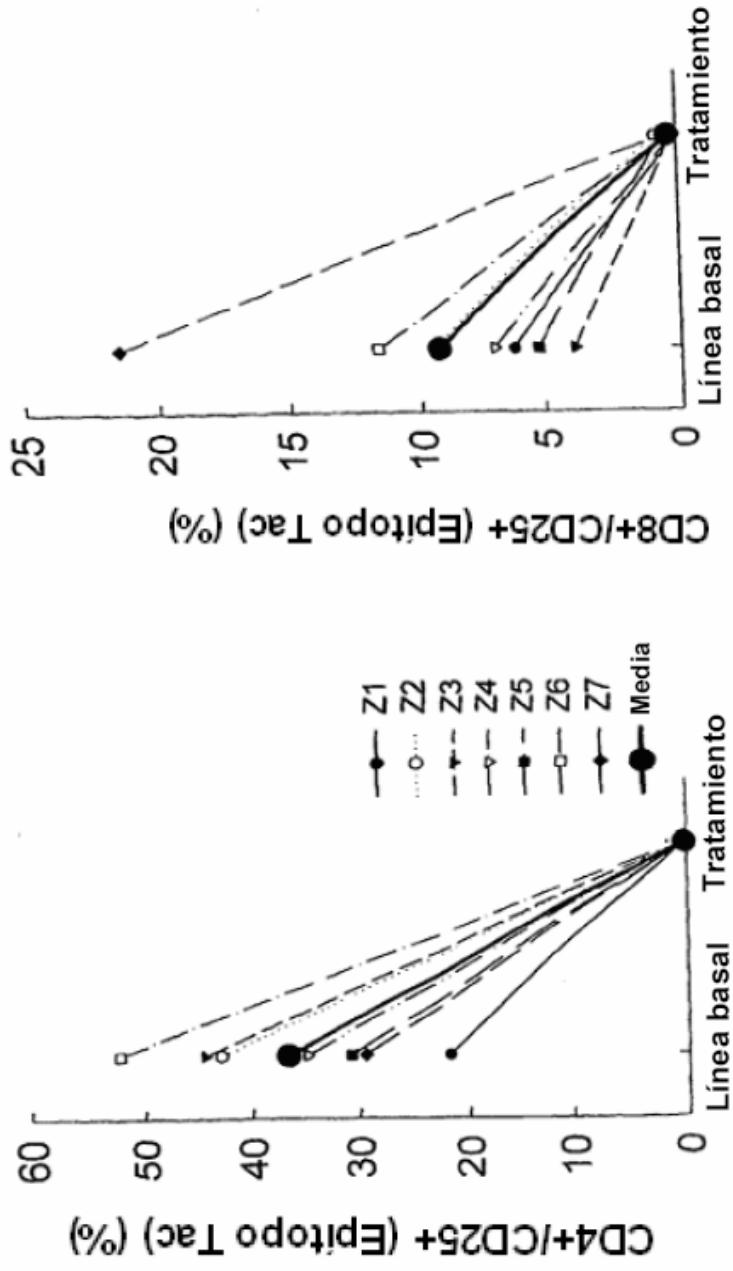 CD4+/CD25+ (Epítopo Tac) (%)
60
50
40
30
20
10
0
Línea basal
Tratamiento
Z1
Z2
Z3
Z4
Z5
Z6
Z7
Media
CD8+/CD25+ (Epítopo Tac) (%)
25
20
15
10
5
0
Línea basal
Tratamiento